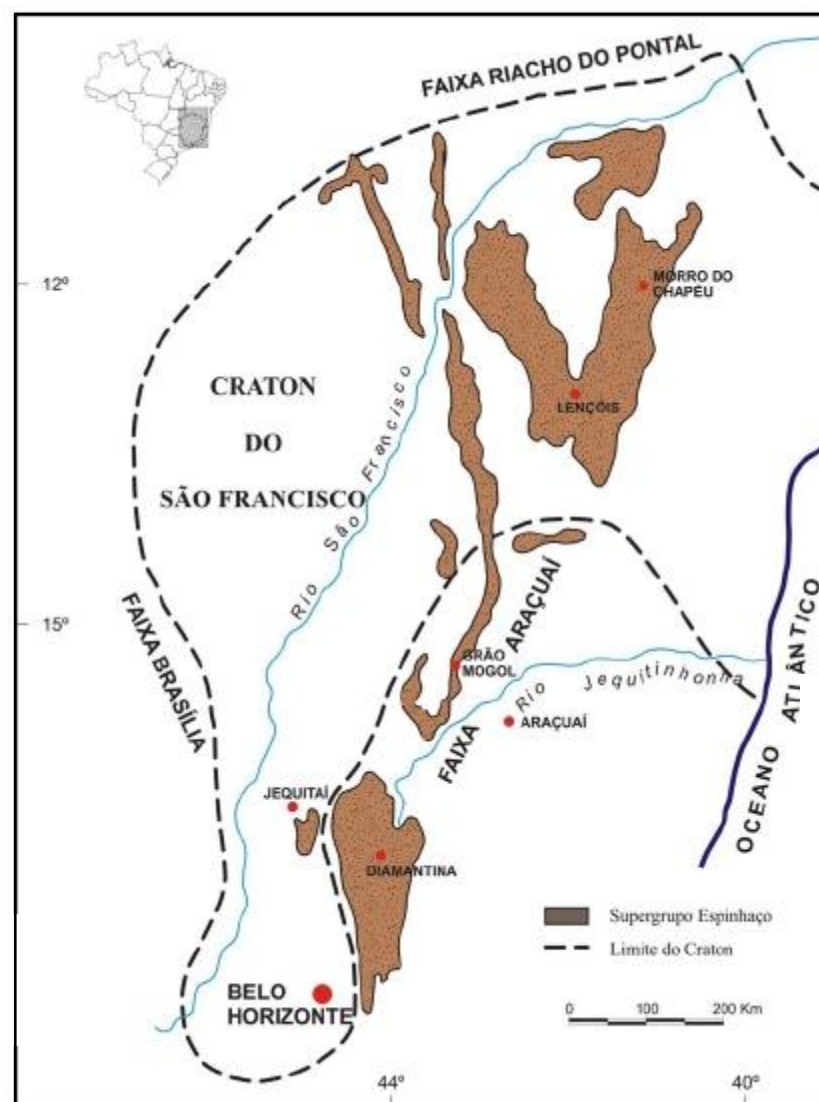 FAIXA RIACHO DO PONTAL
12º
MORRO DO
CHAPÉU
CRATON
DO
SÃO FRANCISCO
Rio São Francisco
LENÇÓIS
15º
FAIXA BRASÍLIA
FAIXA ARAÇUAÍ
GRÃO
MOGOL
Rio Jequitinhonha
ARAÇUAÍ
OCEANO ATLÂNTICO
JEQUITAÍ
DIAMANTINA
Supergrupo Espinhaço
Limite do Craton
BELO
HORIZONTE
0 100 200 Km
44º
40º